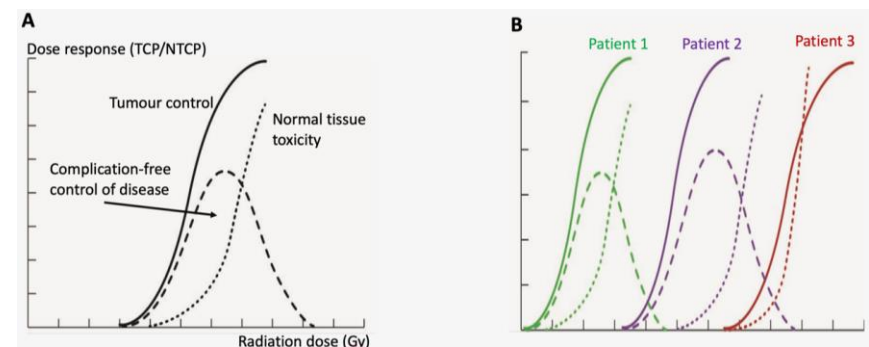 A
Dose response (TCP/NTCP)
Tumour control
Normal tissue
toxicity
Complication-free
control of disease
Radiation dose (Gy)
B
Patient 1
Patient 2
Patient 3